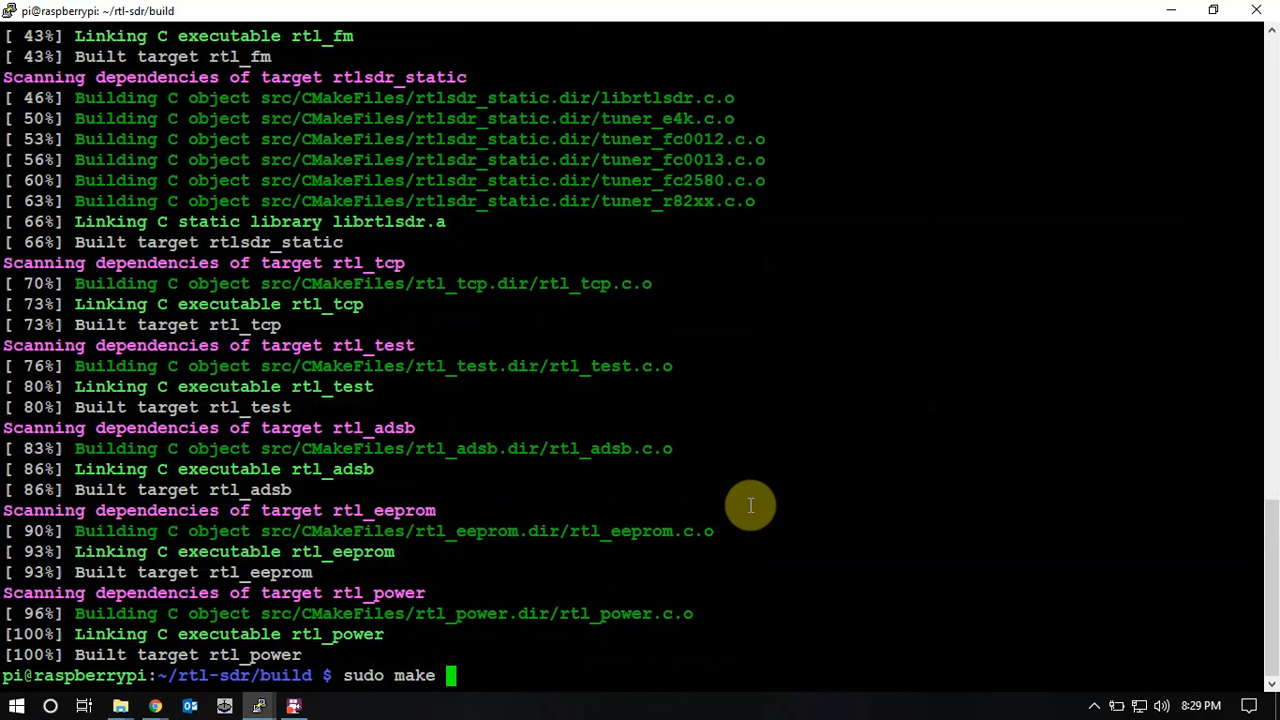 pi@raspberrypi: ~/rtl-sdr/build
[ 43%] Linking C executable rtl_fm
[ 43%] Built target rtl_fm
Scanning dependencies of target rtlsdr_static
[ 46%] Building C object src/CMakeFiles/rtlsdr_static.dir/librtlsdr.c.o
[ 50%] Building C object src/CMakeFiles/rtlsdr_static.dir/tuner_e4k.c.o
[ 53%] Building C object src/CMakeFiles/rtlsdr_static.dir/tuner_fc0012.c.o
[ 56%] Building C object src/CMakeFiles/rtlsdr_static.dir/tuner_fc0013.c.o
[ 60%] Building C object src/CMakeFiles/rtlsdr_static.dir/tuner_fc2580.c.o
[ 63%] Building C object src/CMakeFiles/rtlsdr_static.dir/tuner_r82xx.c.o
[ 66%] Linking C static library librtlsdr.a
[ 66%] Built target rtlsdr_static
Scanning dependencies of target rtl_tcp
[ 70%] Building C object src/CMakeFiles/rtl_tcp.dir/rtl_tcp.c.o
[ 73%] Linking C executable rtl_tcp
[ 73%] Built target rtl_tcp
Scanning dependencies of target rtl_test
[ 76%] Building C object src/CMakeFiles/rtl_test.dir/rtl_test.c.o
[ 80%] Linking C executable rtl_test
[ 80%] Built target rtl_test
Scanning dependencies of target rtl_adsb
[ 83%] Building C object src/CMakeFiles/rtl_adsb.dir/rtl_adsb.c.o
[ 86%] Linking C executable rtl_adsb
[ 86%] Built target rtl_adsb
Scanning dependencies of target rtl_eeprom
[ 90%] Building C object src/CMakeFiles/rtl_eeprom.dir/rtl_eeprom.c.o
[ 93%] Linking C executable rtl_eeprom
[ 93%] Built target rtl_eeprom
Scanning dependencies of target rtl_power
[ 96%] Building C object src/CMakeFiles/rtl_power.dir/rtl_power.c.o
[100%] Linking C executable rtl_power
[100%] Built target rtl_power
pi@raspberrypi:~/rtl-sdr/build $ sudo make
8:29 PM